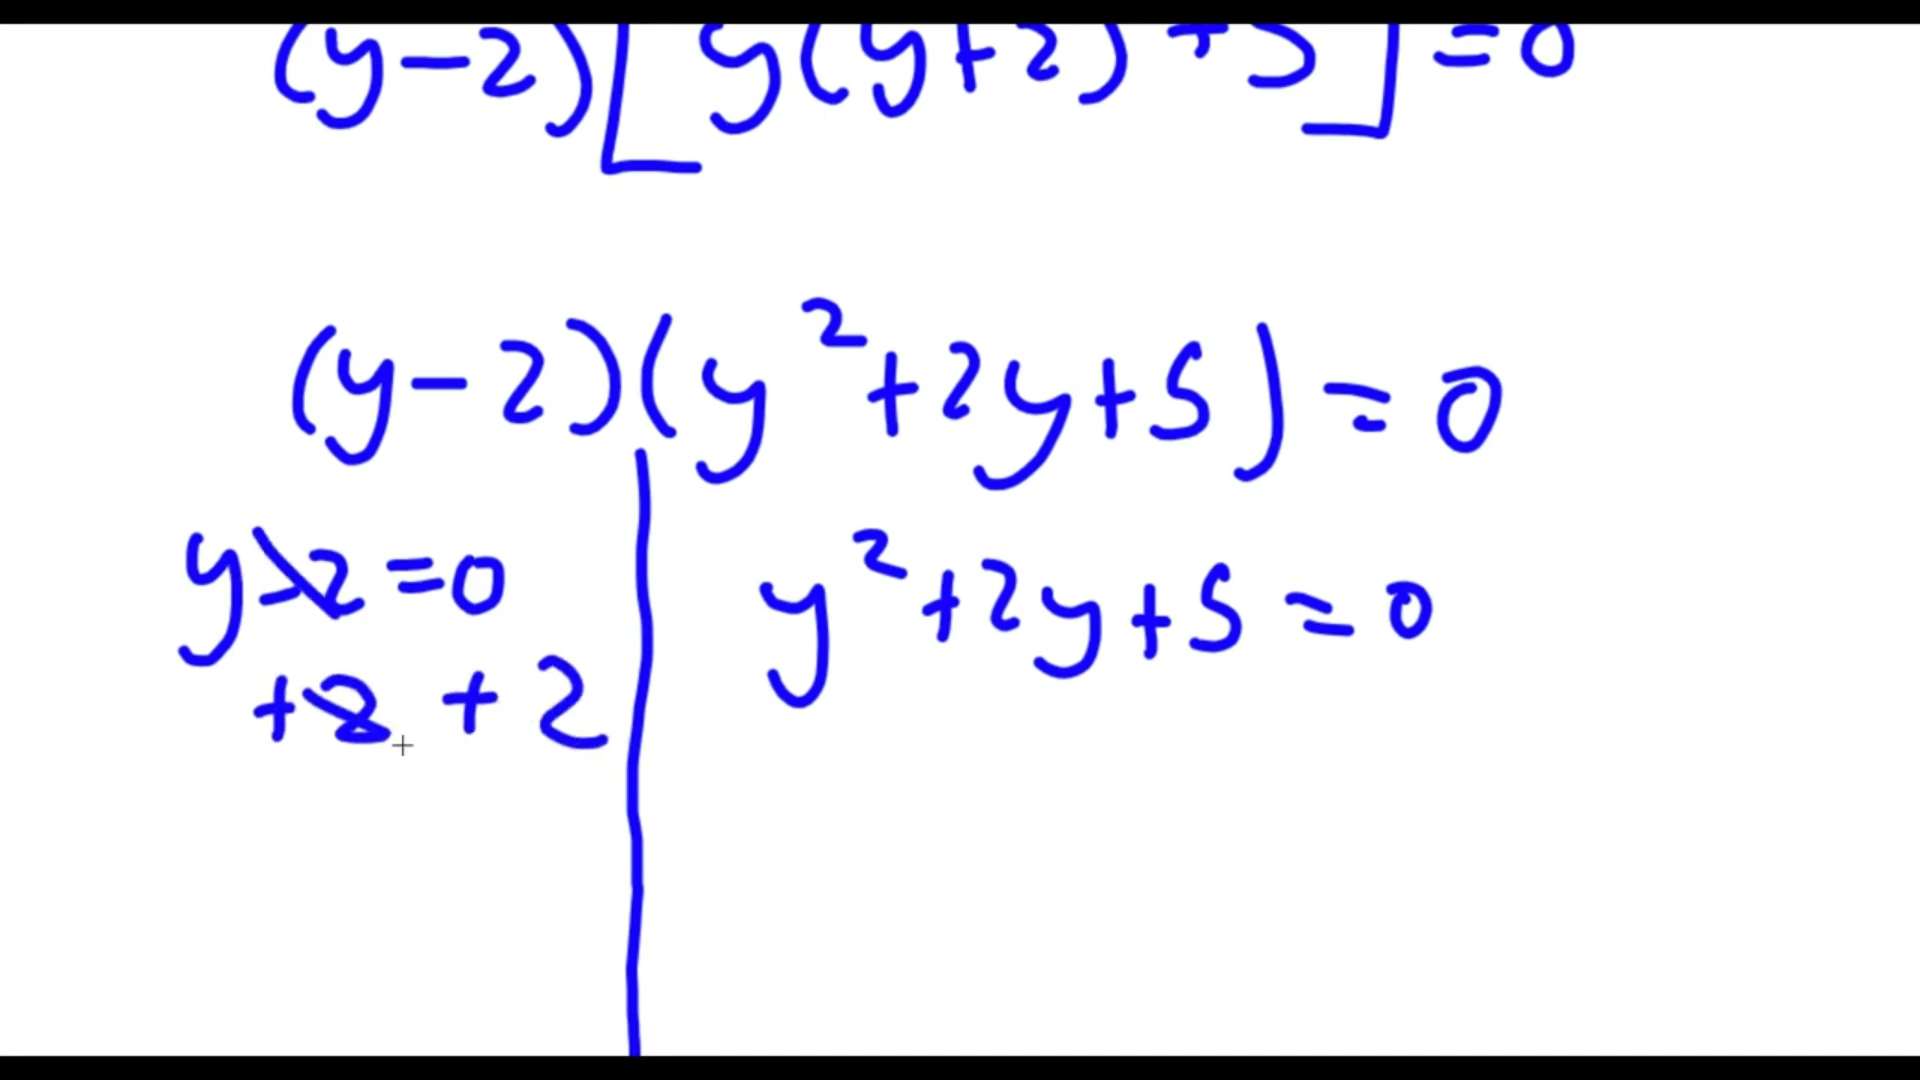 (y-2)[y(y+2)+5]=0
(y-2)(y²+2y+5)=0
y-2=0
+2 +2
y²+2y+5=0